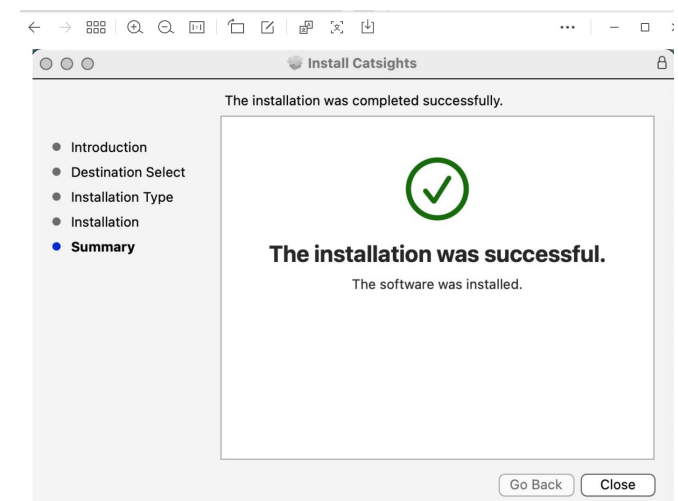 Install Catsights
The installation was completed successfully.
Introduction
Destination Select
Installation Type
Installation
Summary
The installation was successful.
The software was installed.
Go Back
Close